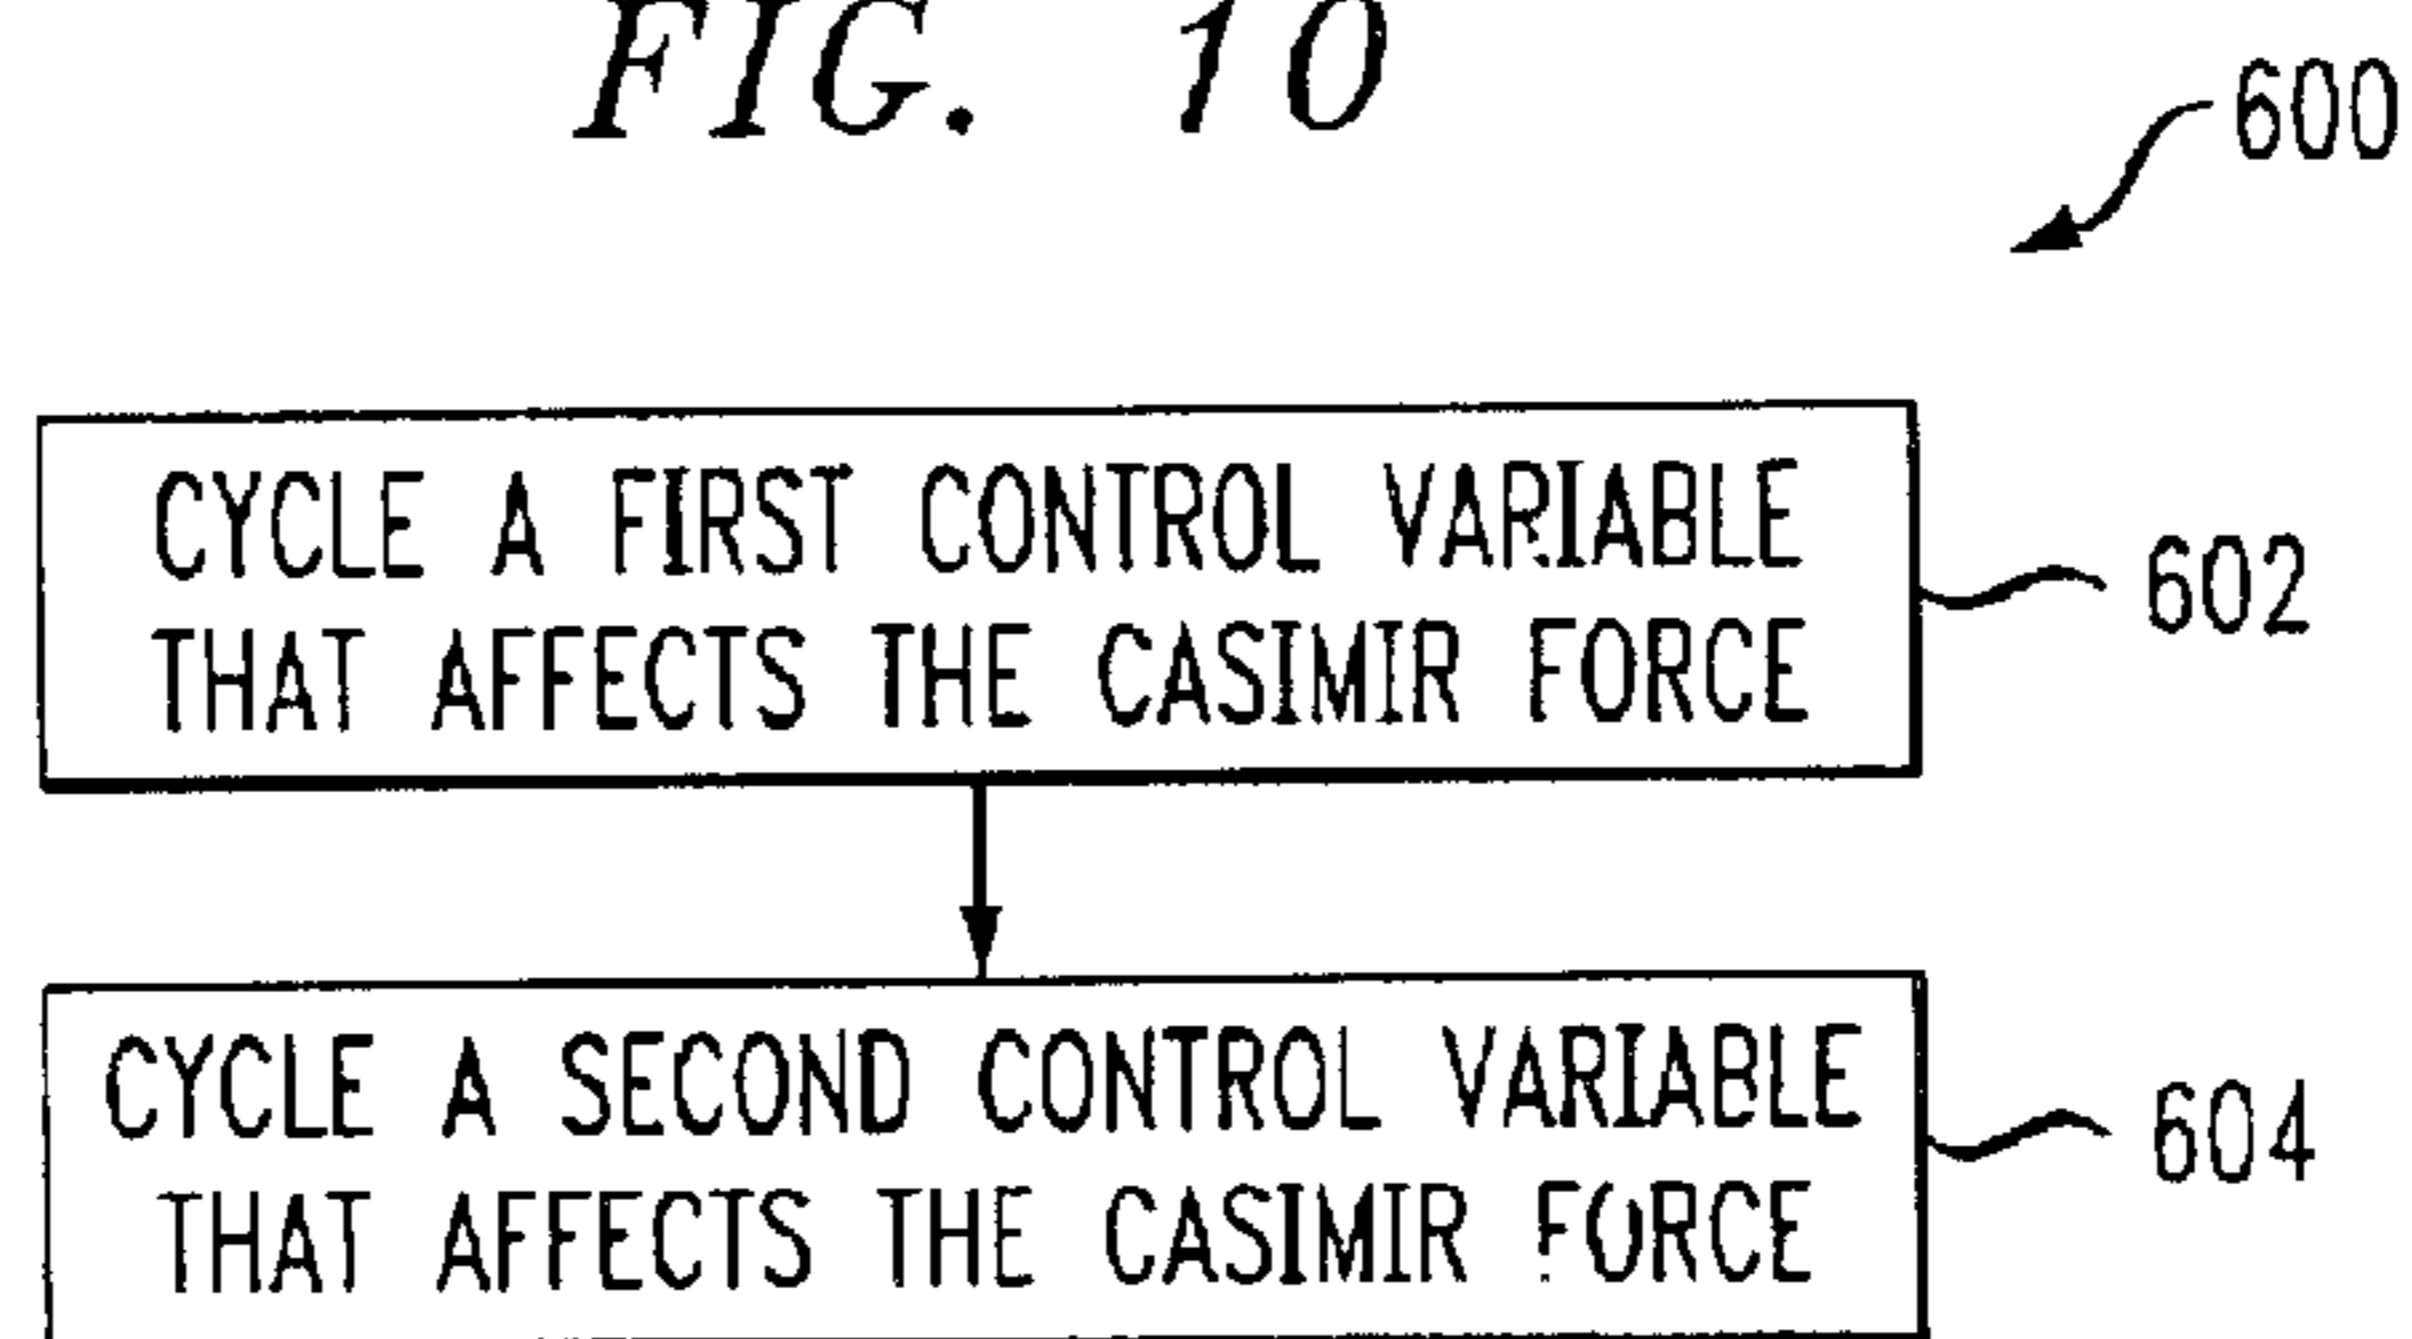 FIG. 10
600
CYCLE A FIRST CONTROL VARIABLE
THAT AFFECTS THE CASIMIR FORCE
602
CYCLE A SECOND CONTROL VARIABLE
THAT AFFECTS THE CASIMIR FORCE
604